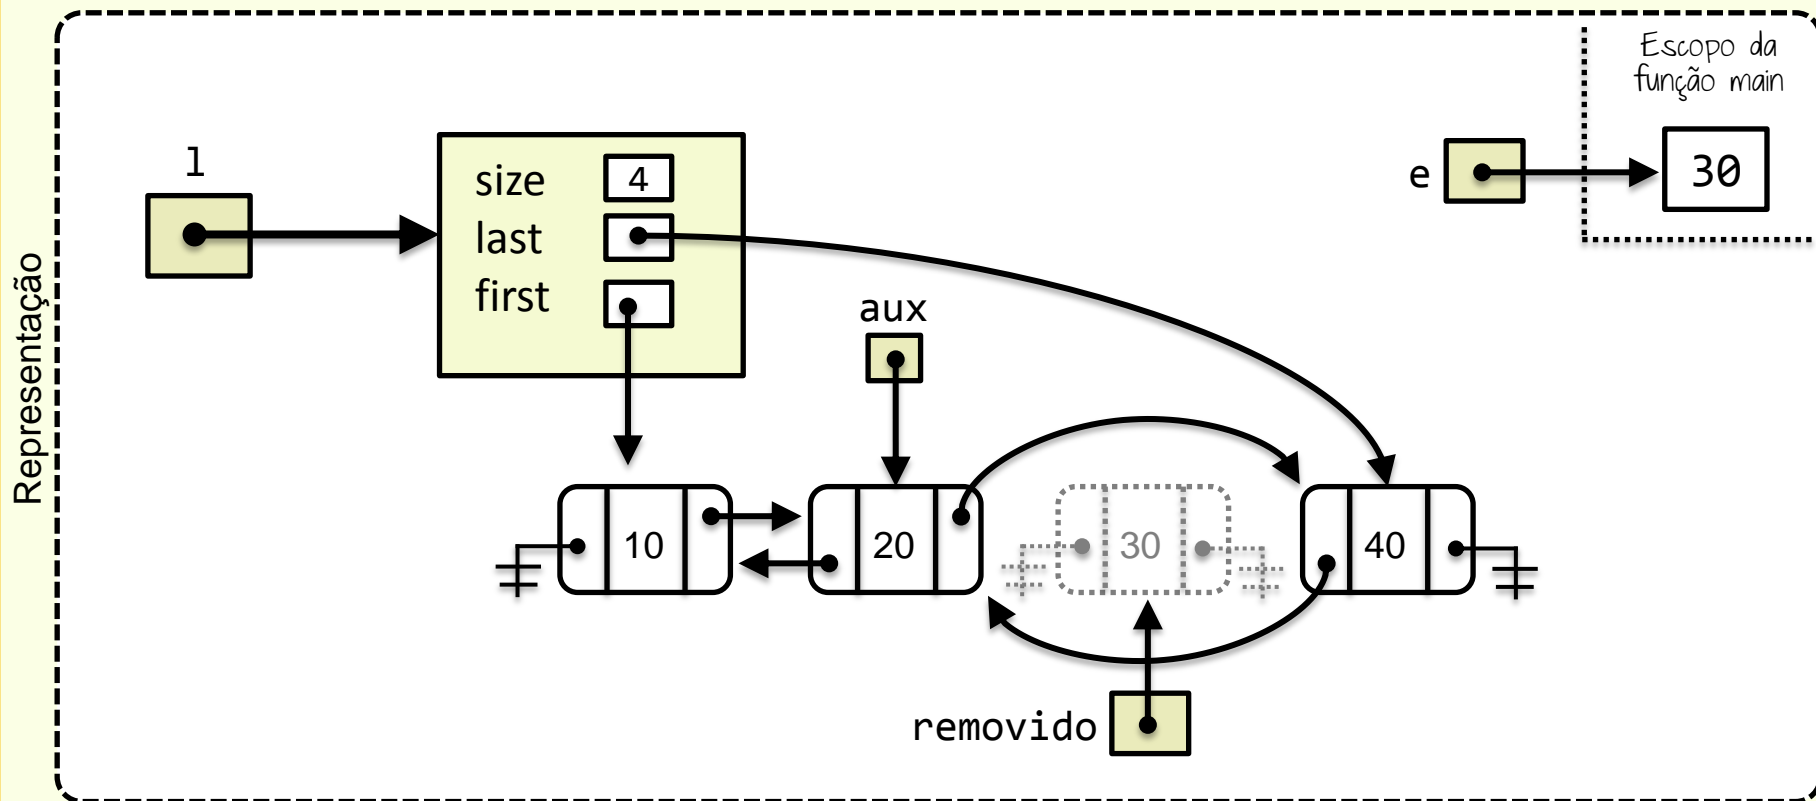 Representação
Escopo da
função main
l
size 4
last
first
e
30
aux
10
20
30
40
removido